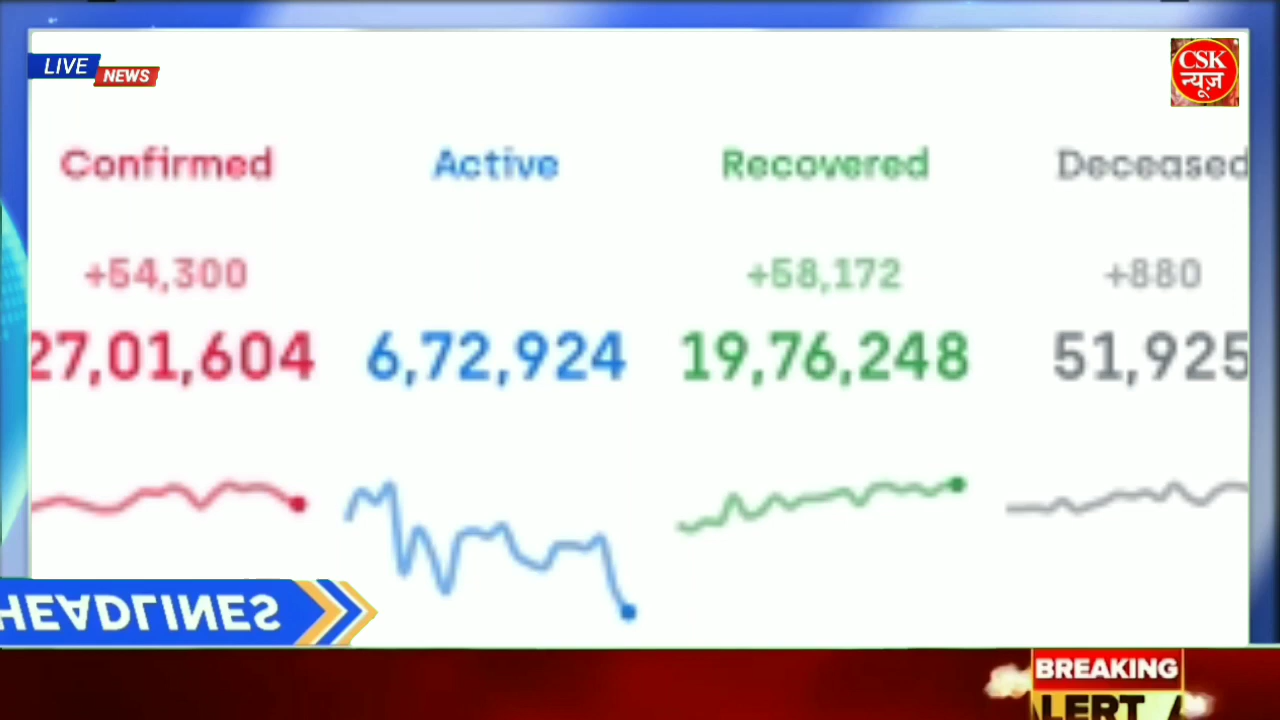 LIVE
NEWS
CSK
न्यूज़
Confirmed Active Recovered Deceased
+54,300 +58,172 +880
27,01,604 6,72,924 19,76,248 51,925
HEADLINES
BREAKING
ALERT